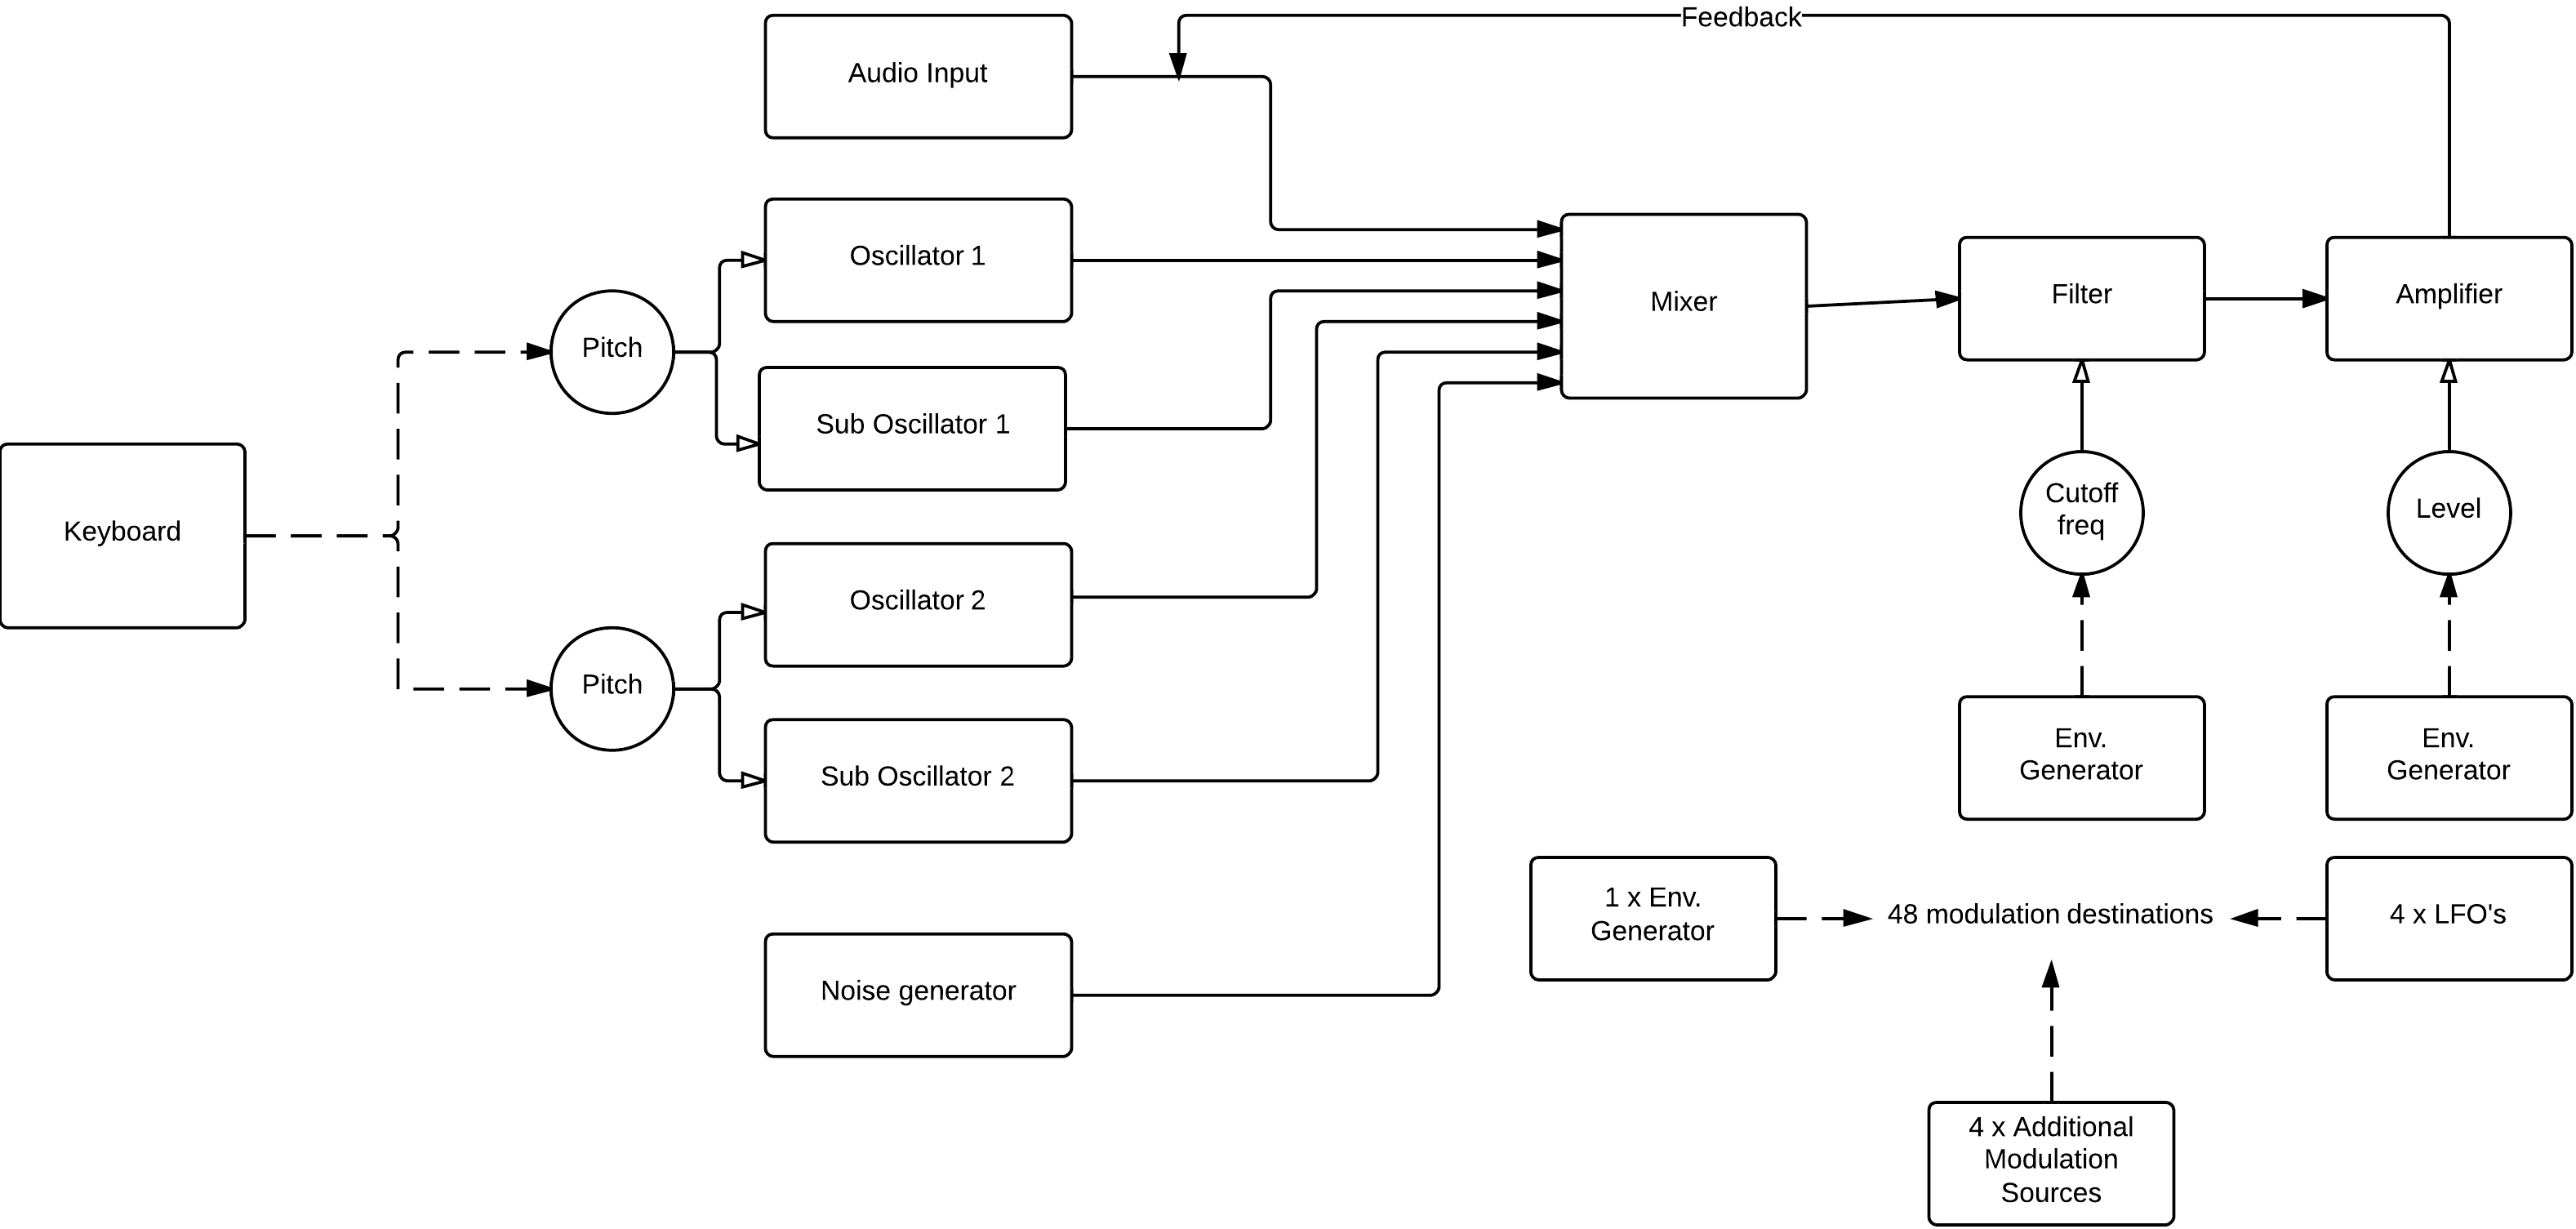 Feedback
Audio Input
Oscillator 1
Mixer
Filter
Amplifier
Pitch
Sub Oscillator 1
Keyboard
Cutoff
freq
Level
Oscillator 2
Pitch
Sub Oscillator 2
Env.
Generator
Env.
Generator
1 x Env.
Generator
48 modulation destinations
4 x LFO's
Noise generator
4 x Additional
Modulation
Sources